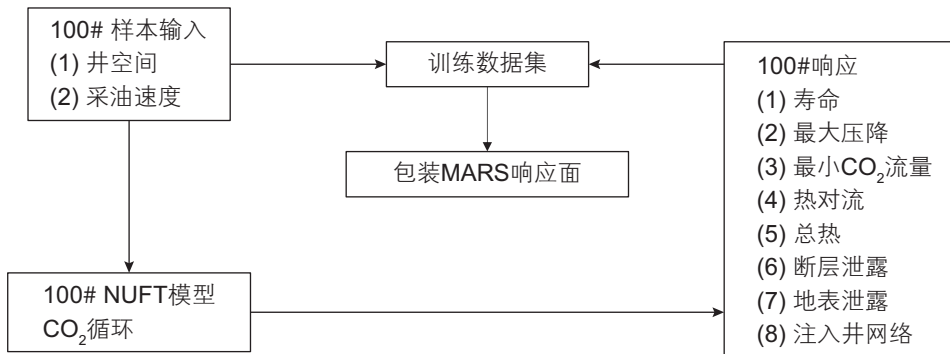 100# 样本输入
(1) 井空间
(2) 采油速度
训练数据集
包装MARS响应面
100#响应
(1) 寿命
(2) 最大压降
(3) 最小CO₂流量
(4) 热对流
(5) 总热
(6) 断层泄露
(7) 地表泄露
(8) 注入井网络
100# NUFT模型
CO₂循环